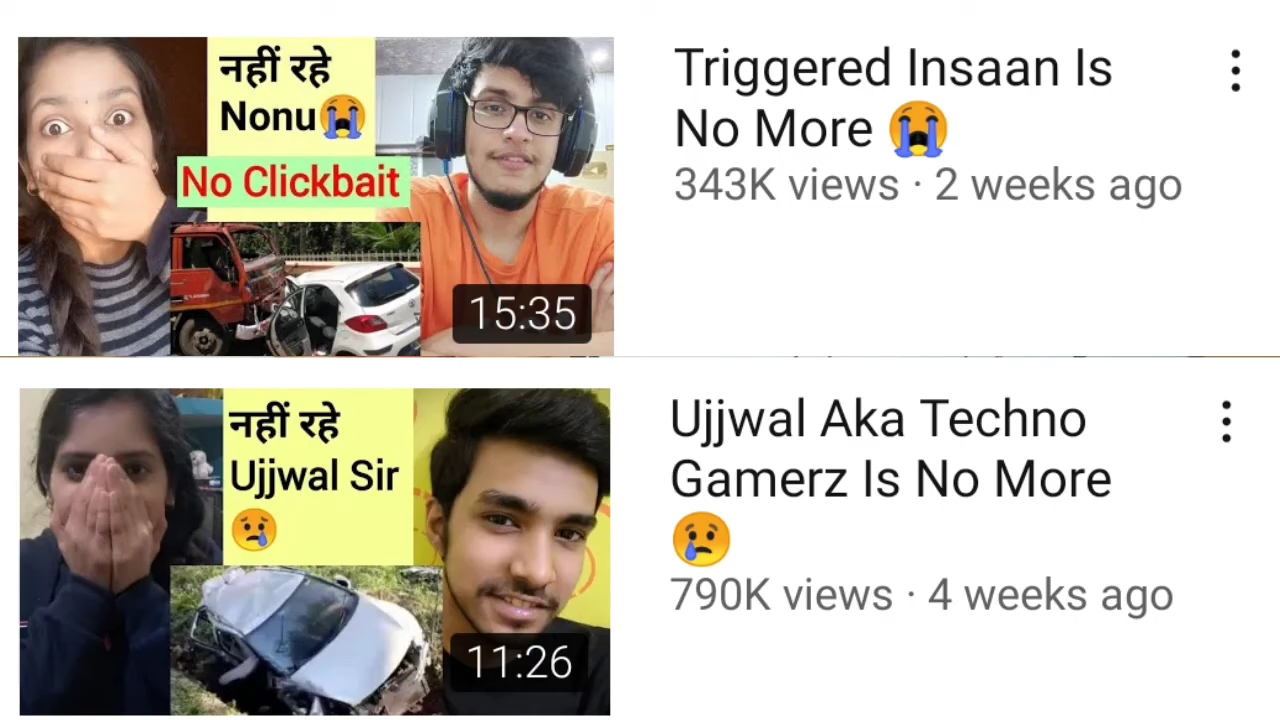 नहीं रहे
Nonu😭
No Clickbait
15:35
Triggered Insaan Is
No More 😭
343K views · 2 weeks ago
नहीं रहे
Ujjwal Sir
😢
11:26
Ujjwal Aka Techno
Gamerz Is No More
😢
790K views · 4 weeks ago